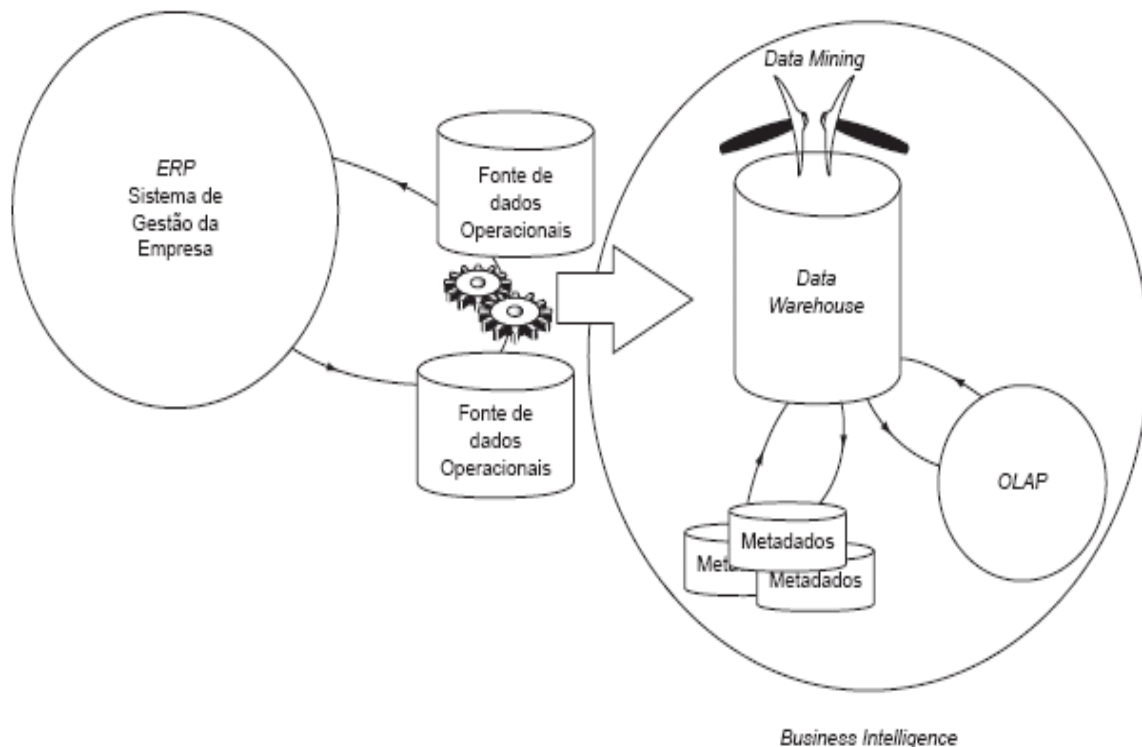 ERP
Sistema de
Gestão da
Empresa
Fonte de
dados
Operacionais
Fonte de
dados
Operacionais
Data Mining
Data
Warehouse
OLAP
Metadados
Meta
Metadados
Business Intelligence